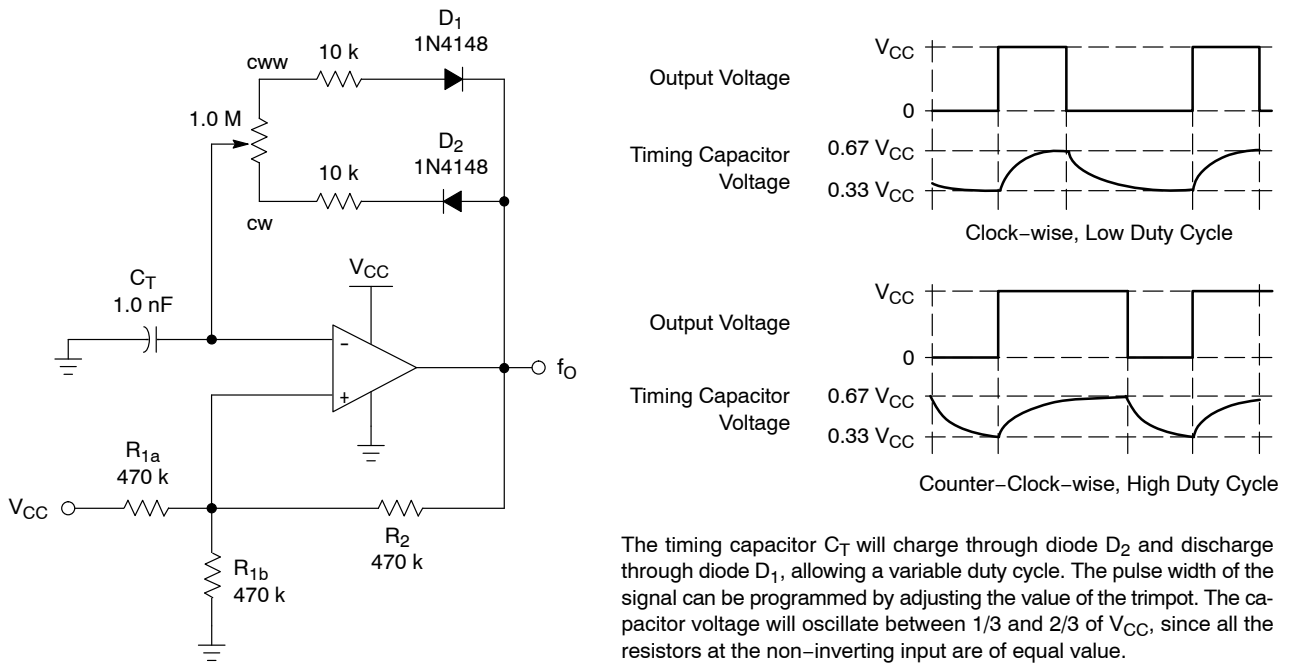 D1
1N4148
10 k
cww
1.0 M
D2
1N4148
10 k
cw
CT
1.0 nF
VCC
-
+
fO
R1a
470 k
VCC
R2
470 k
R1b
470 k
VCC
Output Voltage
0
Timing Capacitor
Voltage
0.67 VCC
0.33 VCC
Clock−wise, Low Duty Cycle
VCC
Output Voltage
0
Timing Capacitor
Voltage
0.67 VCC
0.33 VCC
Counter−Clock−wise, High Duty Cycle
The timing capacitor CT will charge through diode D2 and discharge
through diode D1, allowing a variable duty cycle. The pulse width of the
signal can be programmed by adjusting the value of the trimpot. The ca-
pacitor voltage will oscillate between 1/3 and 2/3 of VCC, since all the
resistors at the non−inverting input are of equal value.